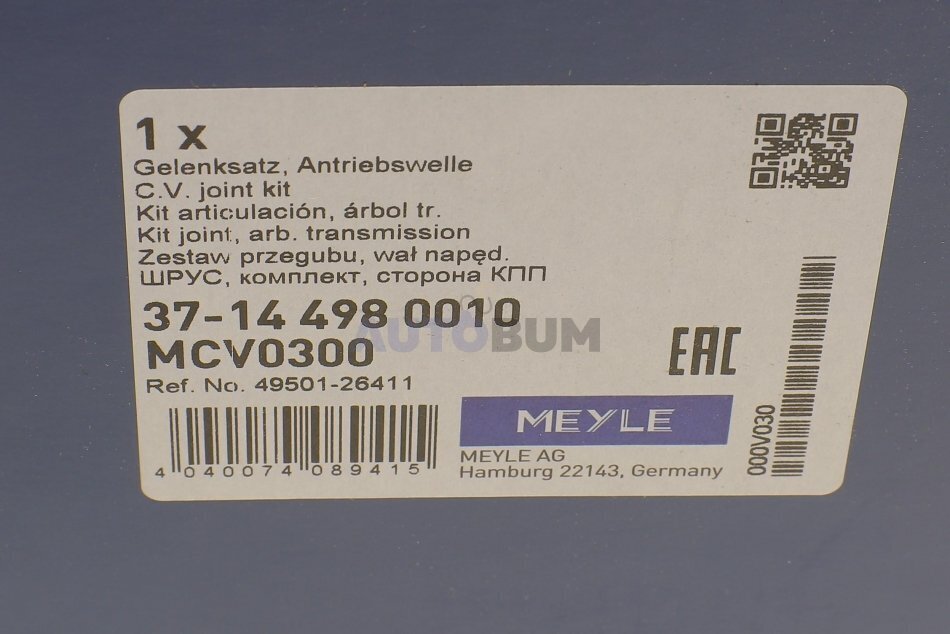 1 x
Gelenksatz, Antriebswelle
C.V. joint kit
Kit articulación, árbol tr.
Kit joint, arb. transmission
Zestaw przegubu, wał napęd.
ШРУС, комплект, сторона КПП
37-14 498 0010
AUTOBUM
MCV0300
EAC
Ref. No. 49501-26411
MEYLE
MEYLE AG
Hamburg 22143, Germany
4 040074 089415
000V030